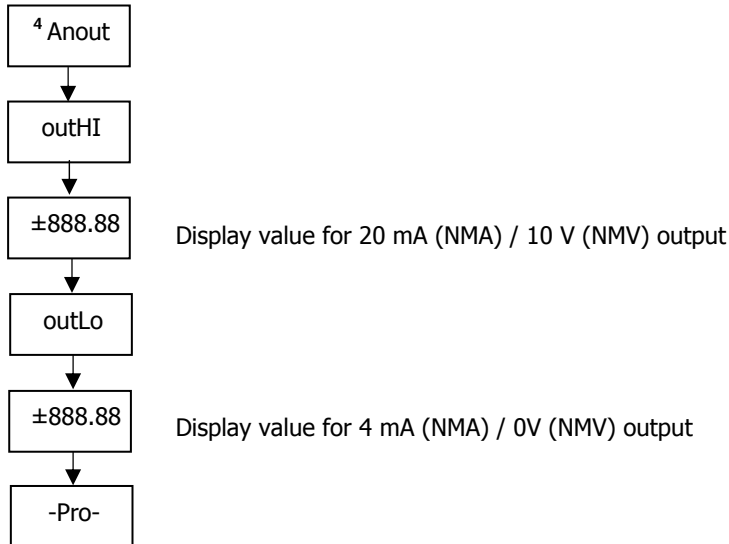 ⁴ Anout
outHI
±888.88
Display value for 20 mA (NMA) / 10 V (NMV) output
outLo
±888.88
Display value for 4 mA (NMA) / 0V (NMV) output
-Pro-